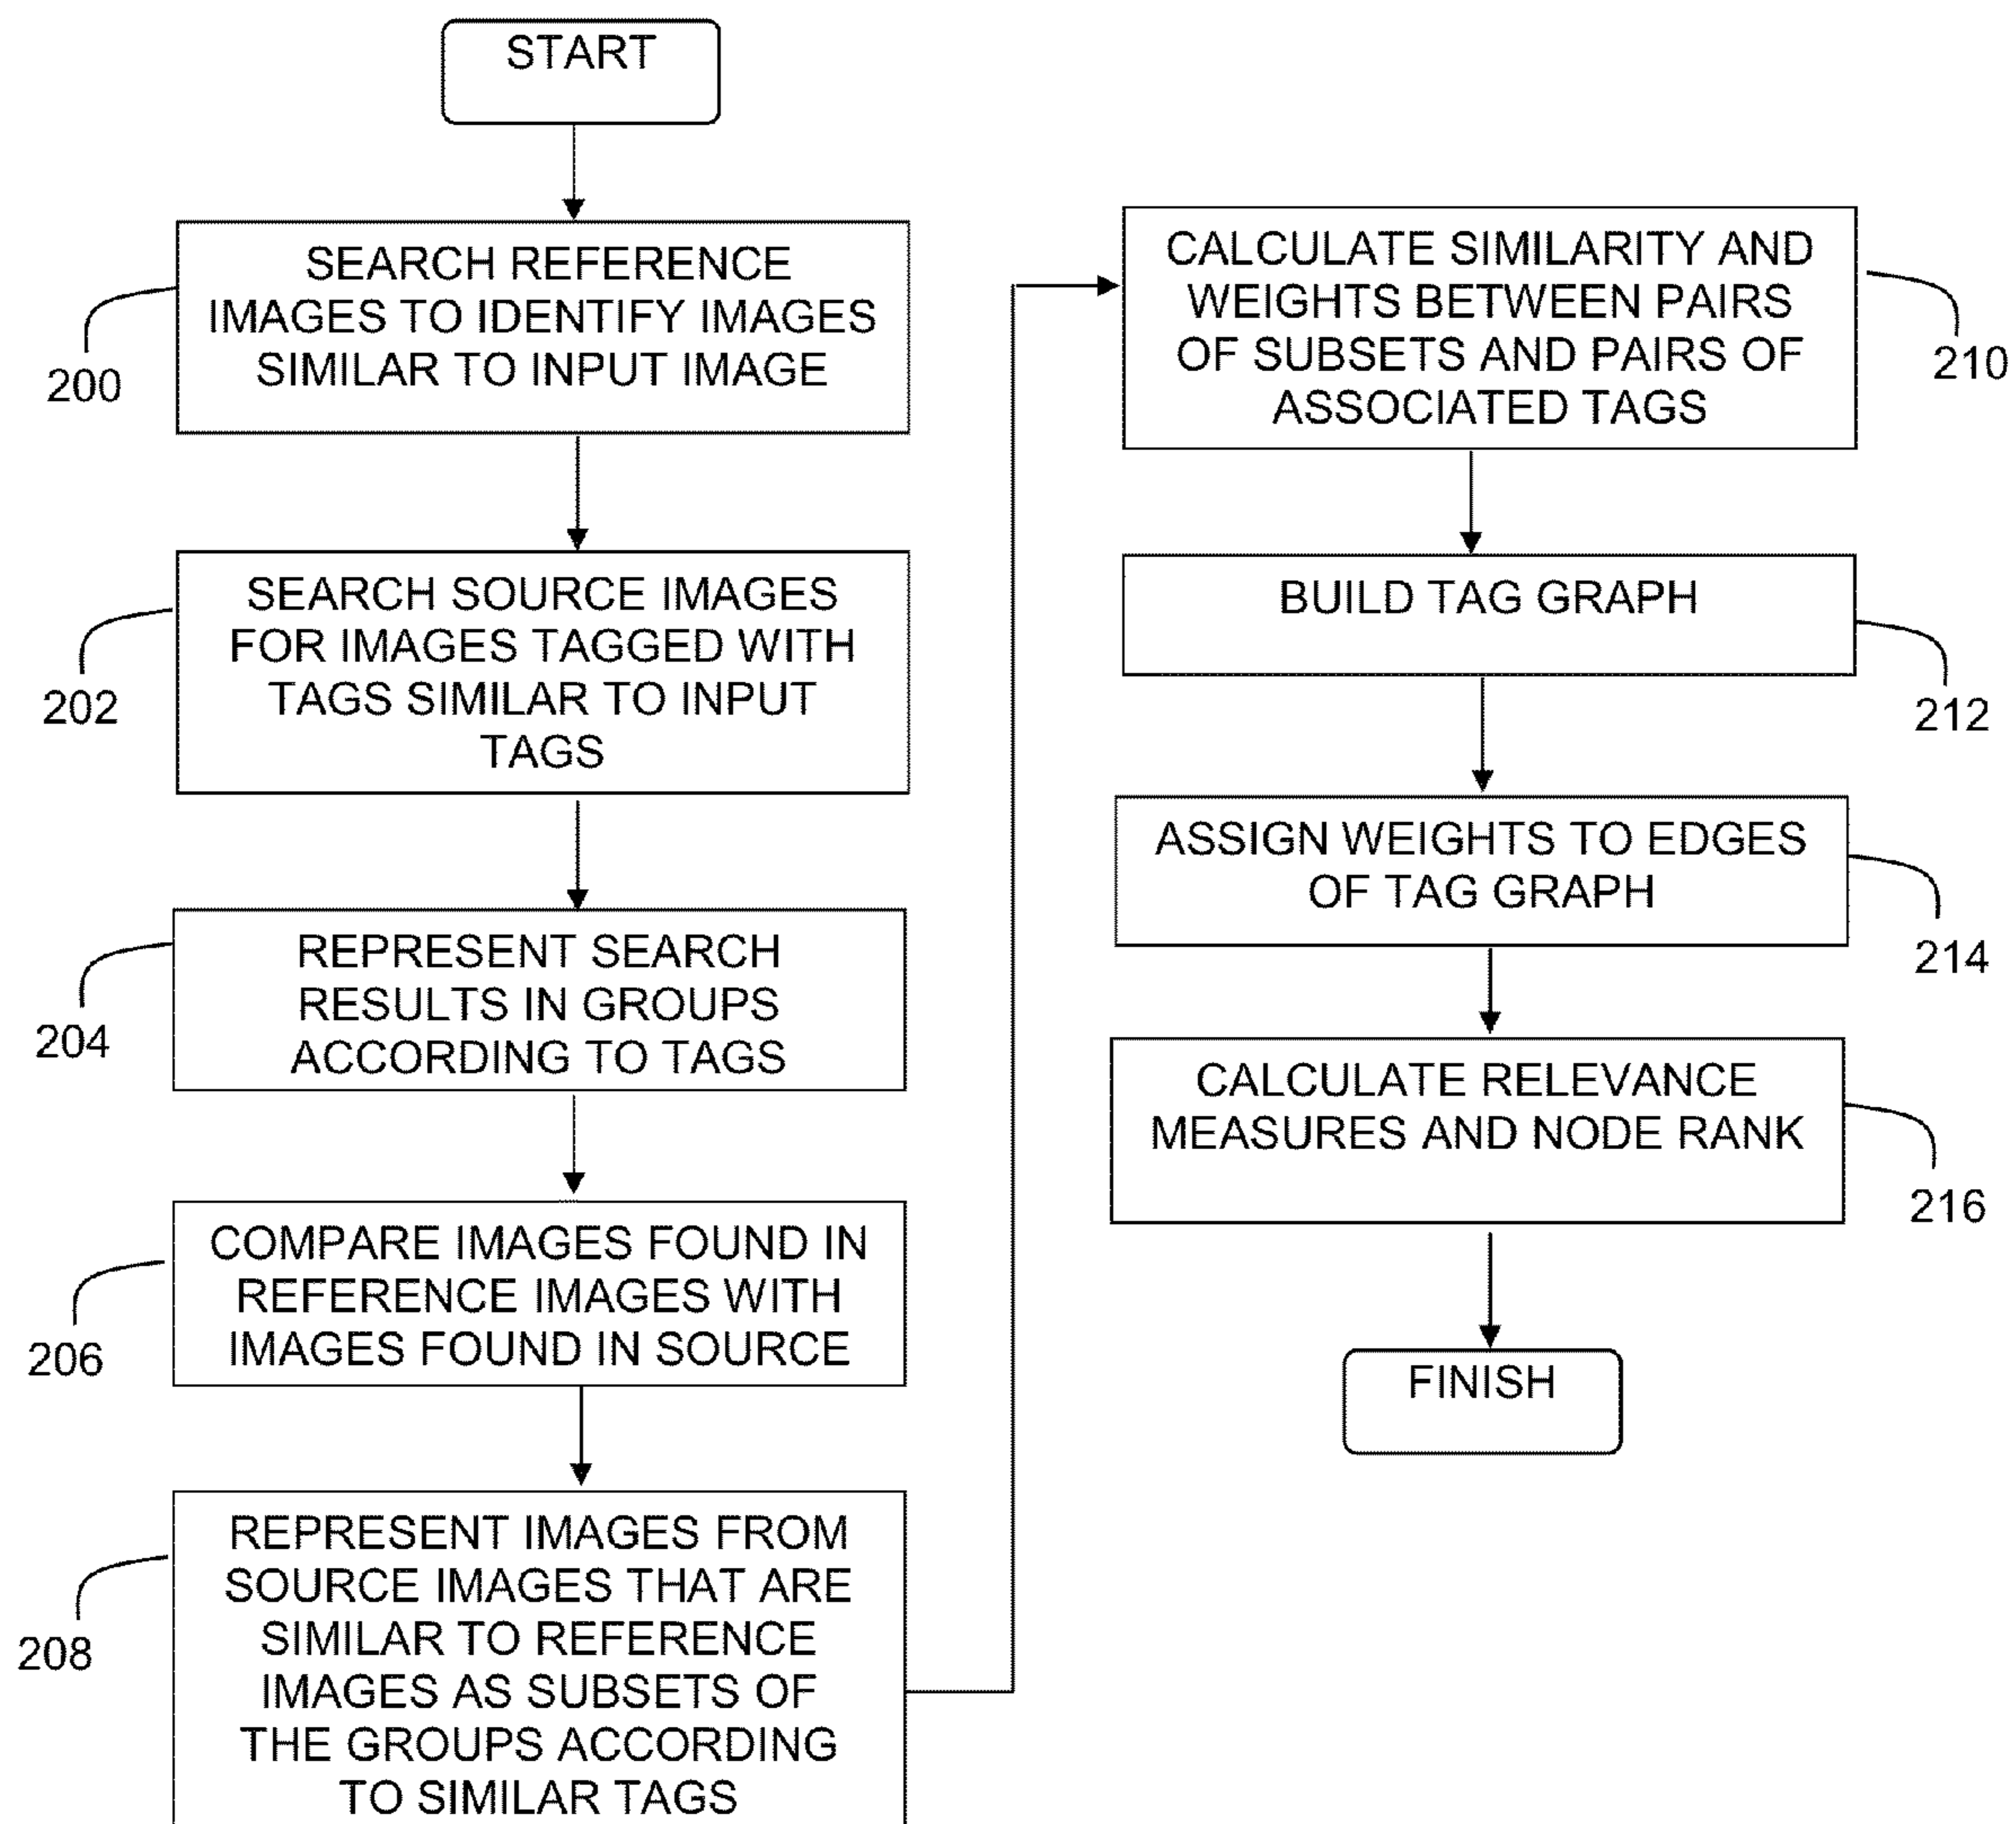 START
SEARCH REFERENCE
IMAGES TO IDENTIFY IMAGES
SIMILAR TO INPUT IMAGE
200
SEARCH SOURCE IMAGES
FOR IMAGES TAGGED WITH
TAGS SIMILAR TO INPUT
TAGS
202
REPRESENT SEARCH
RESULTS IN GROUPS
ACCORDING TO TAGS
204
COMPARE IMAGES FOUND IN
REFERENCE IMAGES WITH
IMAGES FOUND IN SOURCE
206
REPRESENT IMAGES FROM
SOURCE IMAGES THAT ARE
SIMILAR TO REFERENCE
IMAGES AS SUBSETS OF
THE GROUPS ACCORDING
TO SIMILAR TAGS
208
CALCULATE SIMILARITY AND
WEIGHTS BETWEEN PAIRS
OF SUBSETS AND PAIRS OF
ASSOCIATED TAGS
210
BUILD TAG GRAPH
212
ASSIGN WEIGHTS TO EDGES
OF TAG GRAPH
214
CALCULATE RELEVANCE
MEASURES AND NODE RANK
216
FINISH